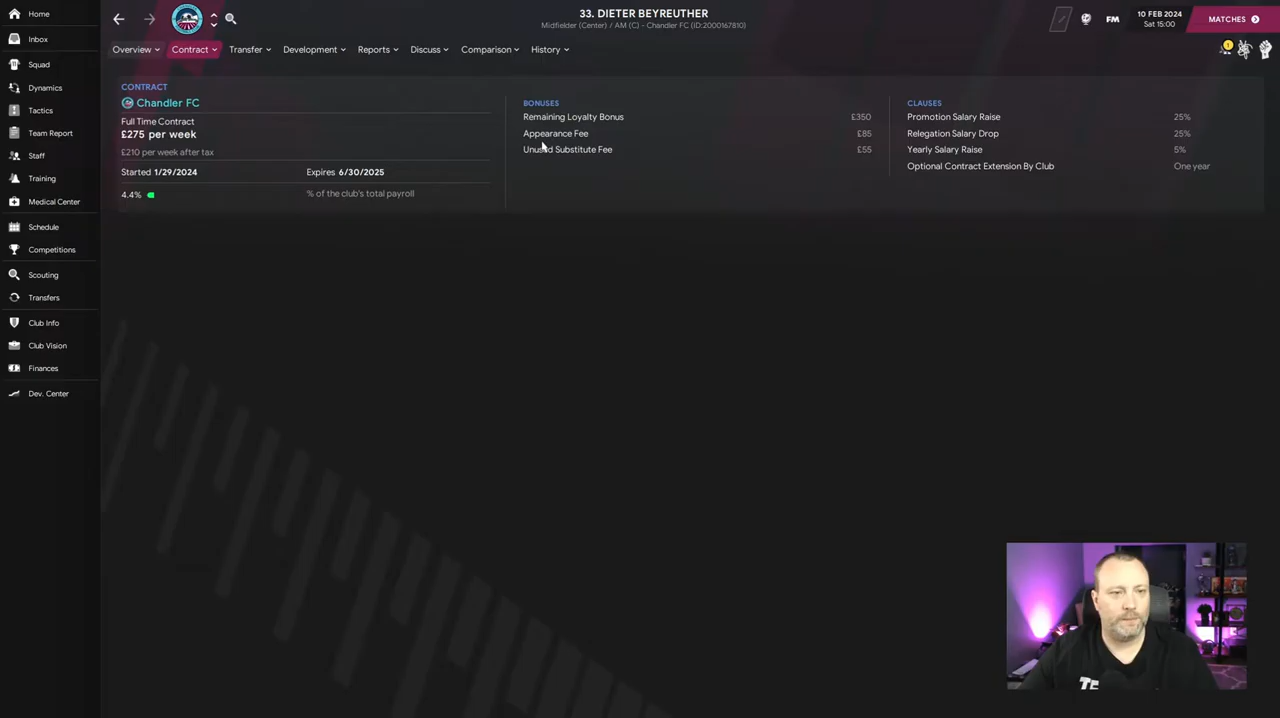 Home
33. DIETER BEYREUTHER
Midfielder (Center) / AM (C) - Chandler FC (ID:2000167810)
FM
10 FEB 2024
Sat 15:00
MATCHES
Inbox
Squad
Dynamics
Tactics
Team Report
Staff
Training
Medical Center
Schedule
Competitions
Scouting
Transfers
Club Info
Club Vision
Finances
Dev. Center
Overview
Contract
Transfer
Development
Reports
Discuss
Comparison
History
1
CONTRACT
Chandler FC
Full Time Contract
£275 per week
£210 per week after tax
Started 1/29/2024
Expires 6/30/2025
4.4%
% of the club's total payroll
BONUSES
Remaining Loyalty Bonus £350
Appearance Fee £85
Unused Substitute Fee £55
CLAUSES
Promotion Salary Raise 25%
Relegation Salary Drop 25%
Yearly Salary Raise 5%
Optional Contract Extension By Club One year